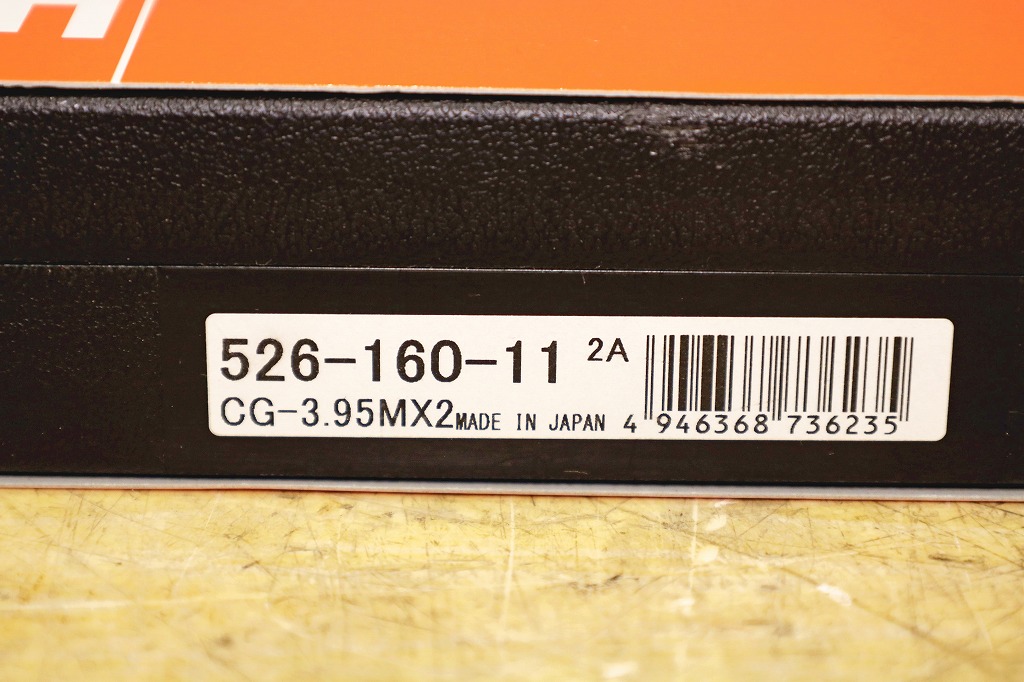 526-160-11 2A
CG-3.95MX2 MADE IN JAPAN
4 946368 736235